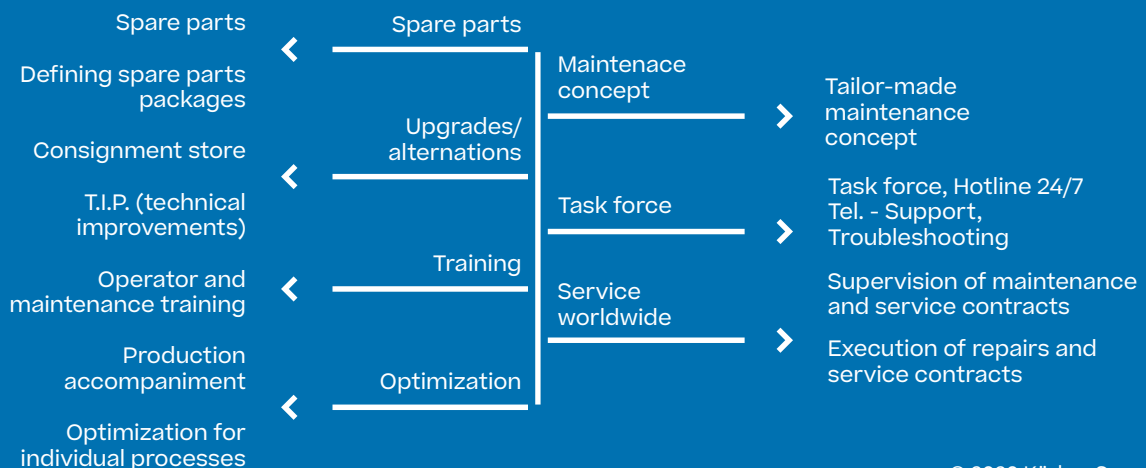 Spare parts
Defining spare parts
packages
Consignment store
T.I.P. (technical
improvements)
Operator and
maintenance training
Production
accompaniment
Optimization for
individual processes
Spare parts
Upgrades/
alternations
Training
Optimization
Maintenace
concept
Task force
Service
worldwide
Tailor-made
maintenance
concept
Task force, Hotline 24/7
Tel. - Support,
Troubleshooting
Supervision of maintenance
and service contracts
Execution of repairs and
service contracts